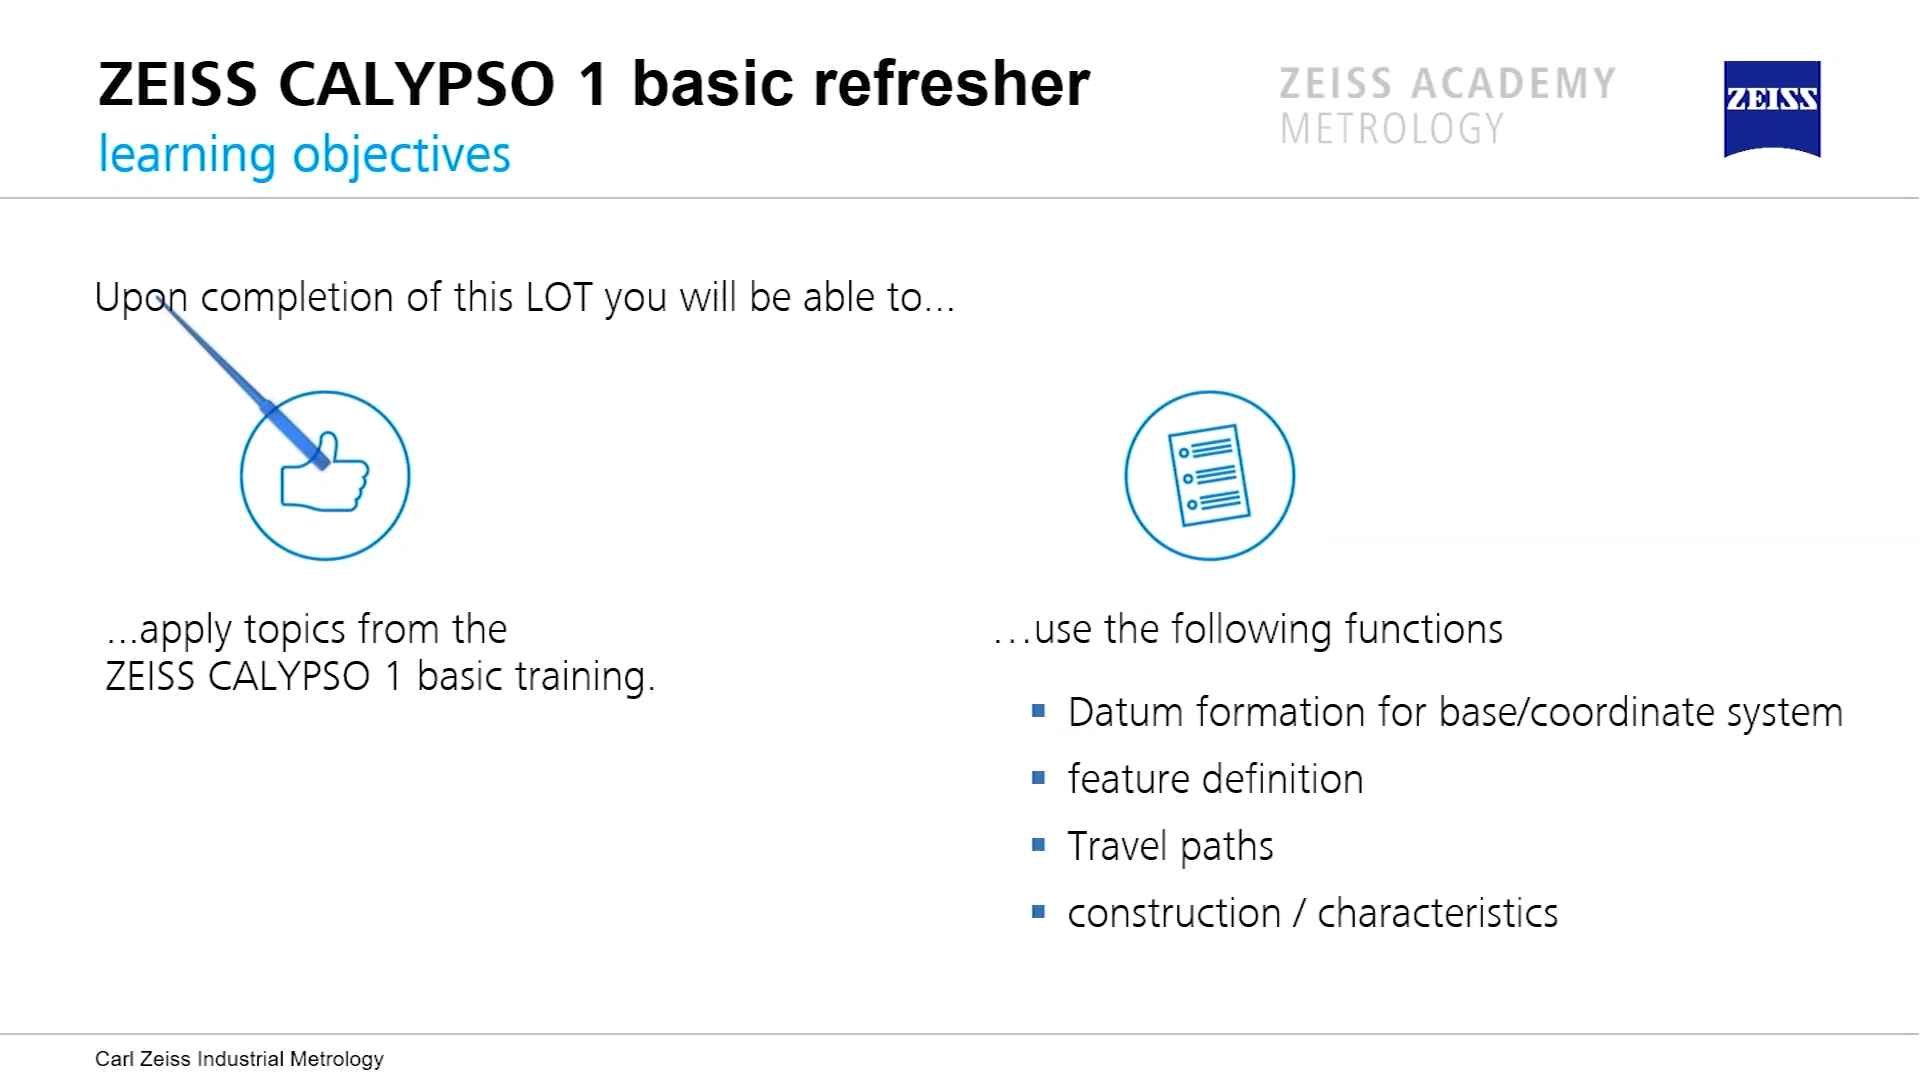 ZEISS CALYPSO 1 basic refresher
learning objectives
ZEISS ACADEMY
METROLOGY
ZEISS
Upon completion of this LOT you will be able to...
...apply topics from the
ZEISS CALYPSO 1 basic training.
...use the following functions
Datum formation for base/coordinate system
feature definition
Travel paths
construction / characteristics
Carl Zeiss Industrial Metrology